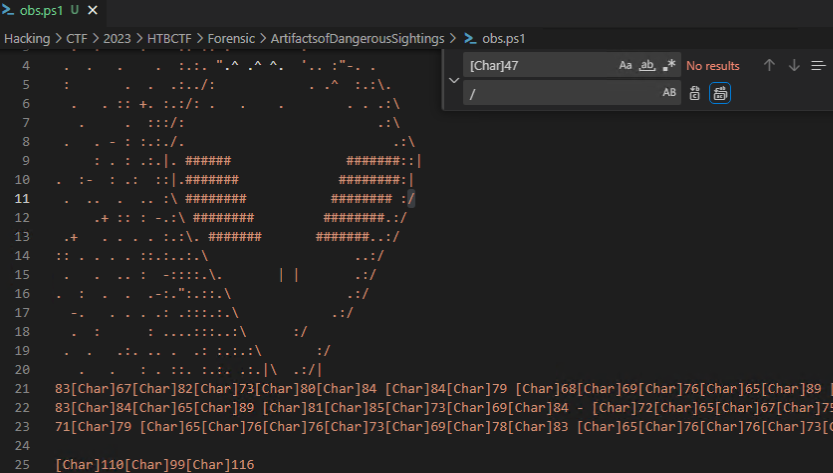 obs.ps1 U ×
Hacking > CTF > 2023 > HTBCTF > Forensic > ArtifactsofDangerousSightings > obs.ps1
[Char]47 Aa ab No results
/ AB
4 . . . . :.:. ".^ .^ ^. '.. :"-. .
5 : . . .:../: . .^ :.:\.
6 . . :: +. :.:/: . . . . . .:\
7 . . :::/: .:\
8 . . - : :.:./. .:\
9 : . : .:.|. ###### #######::|
10 . :- : .: ::|.####### ########:|
11 . .. . .. :\ ######## ######## :/
12 .+ :: : -.:\ ######## ########.:/
13 .+ . . . . :.:\. ####### #######..:/
14 :: . . . . ::.:..:.\ ..:/
15 . . .. : -::::.\. | | .:/
16 . : . . .-:.":.::.\ .:/
17 -. . . . .: .:::.:.\ .:/
18 . : : ....:::..:\ :/
19 . . .:. .. . .: :.:.:\ :/
20 . . : . ::. :.:. .:.|\ .:/|
21 83[Char]67[Char]82[Char]73[Char]80[Char]84 [Char]84[Char]79 [Char]68[Char]69[Char]76[Char]65[Char]89
22 83[Char]84[Char]65[Char]89 [Char]81[Char]85[Char]73[Char]69[Char]84 - [Char]72[Char]65[Char]67[Char]75
23 71[Char]79 [Char]65[Char]76[Char]76[Char]73[Char]69[Char]78[Char]83 [Char]65[Char]76[Char]76[Char]73
24
25 [Char]110[Char]99[Char]116